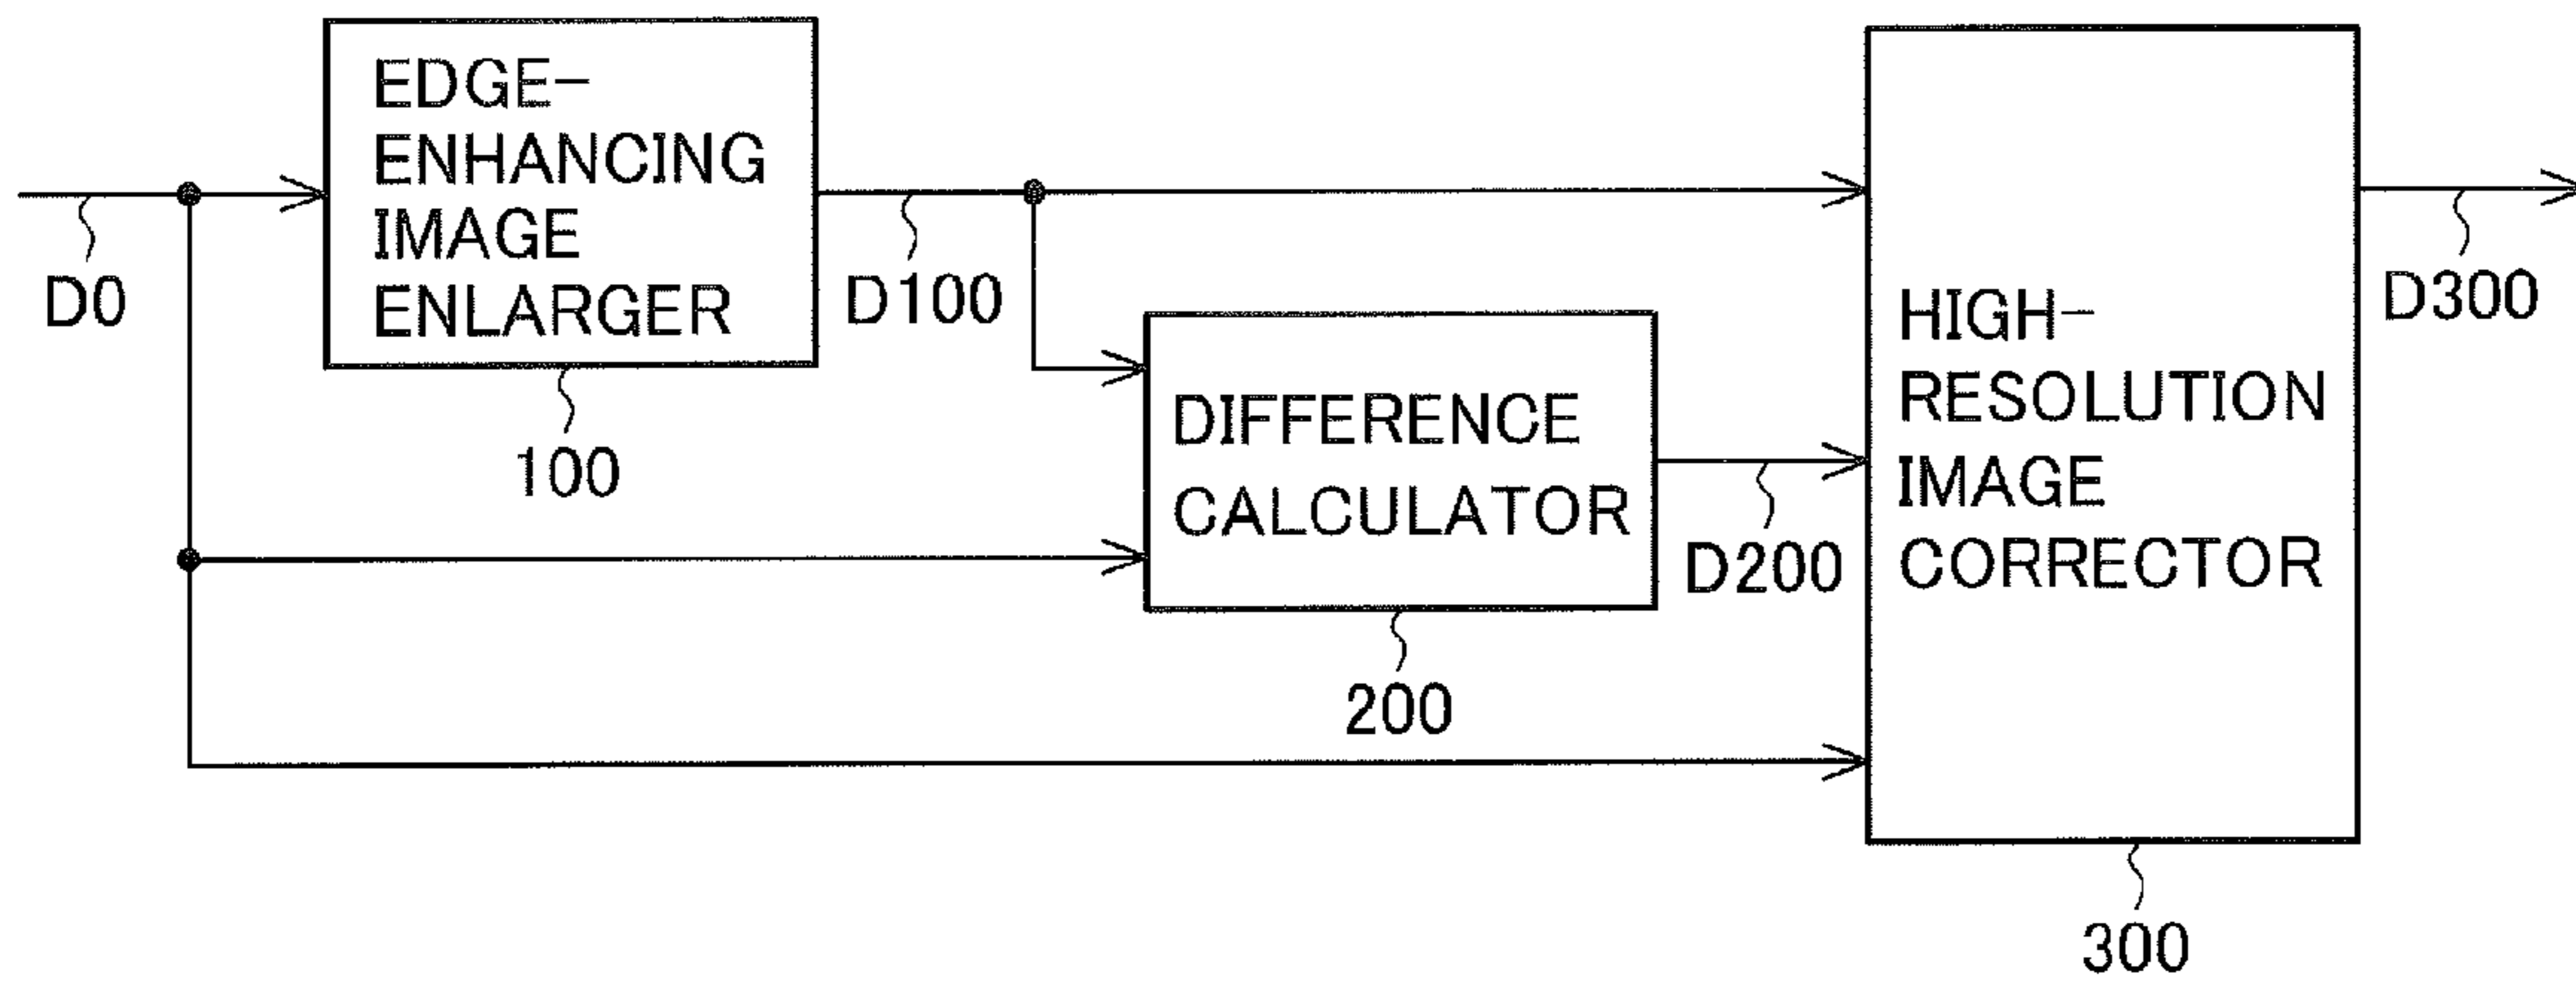 EDGE-
ENHANCING
IMAGE
ENLARGER
D0
100
D100
DIFFERENCE
CALCULATOR
200
D200
HIGH-
RESOLUTION
IMAGE
CORRECTOR
300
D300